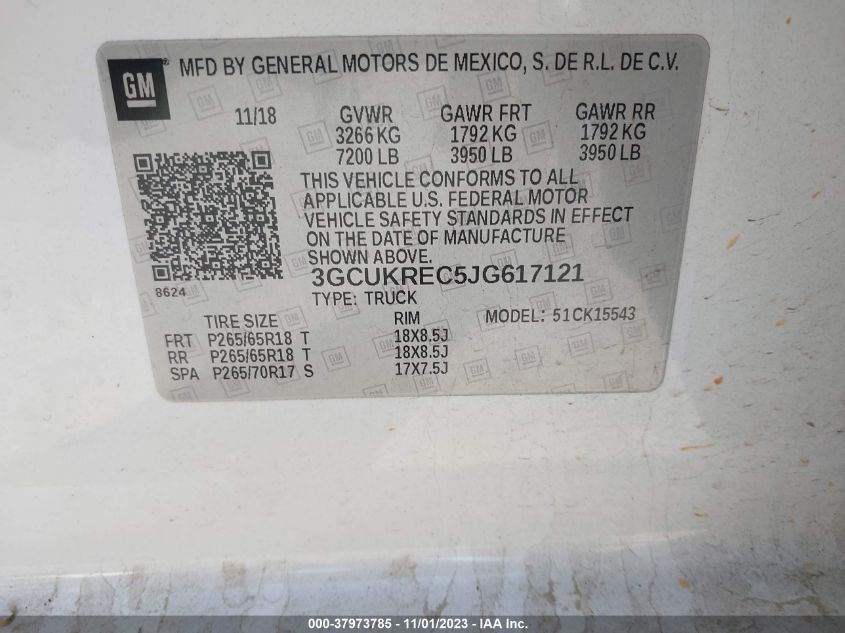 GM ® MFD BY GENERAL MOTORS DE MEXICO, S. DE R.L. DE C.V.
11/18 GVWR GAWR FRT GAWR RR
3266 KG 1792 KG 1792 KG
7200 LB 3950 LB 3950 LB
THIS VEHICLE CONFORMS TO ALL
APPLICABLE U.S. FEDERAL MOTOR
VEHICLE SAFETY STANDARDS IN EFFECT
ON THE DATE OF MANUFACTURE
SHOWN ABOVE.
3GCUKREC5JG617121
8624
TYPE: TRUCK
TIRE SIZE RIM MODEL: 51CK15543
FRT P265/65R18 T 18X8.5J
RR P265/65R18 T 18X8.5J
SPA P265/70R17 S 17X7.5J
000-37973785 - 11/01/2023 - IAA Inc.